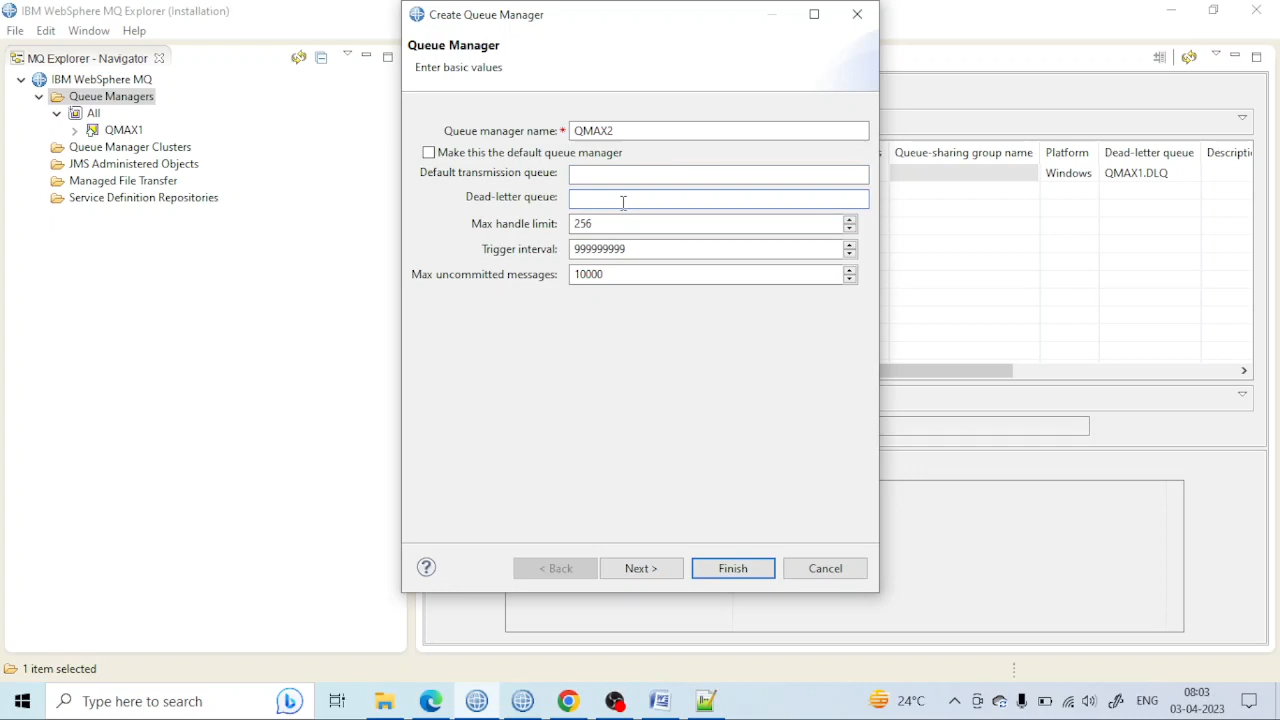 IBM WebSphere MQ Explorer (Installation)
File Edit Window Help
MQ Explorer - Navigator
IBM WebSphere MQ
Queue Managers
All
QMAX1
Queue Manager Clusters
JMS Administered Objects
Managed File Transfer
Service Definition Repositories
Create Queue Manager
Queue Manager
Enter basic values
Queue manager name: * QMAX2
Make this the default queue manager
Default transmission queue:
Dead-letter queue:
Max handle limit: 256
Trigger interval: 999999999
Max uncommitted messages: 10000
< Back Next > Finish Cancel
Queue-sharing group name Platform Dead-letter queue Descripti
Windows QMAX1.DLQ
1 item selected
Type here to search
24°C
ENG
08:03
03-04-2023